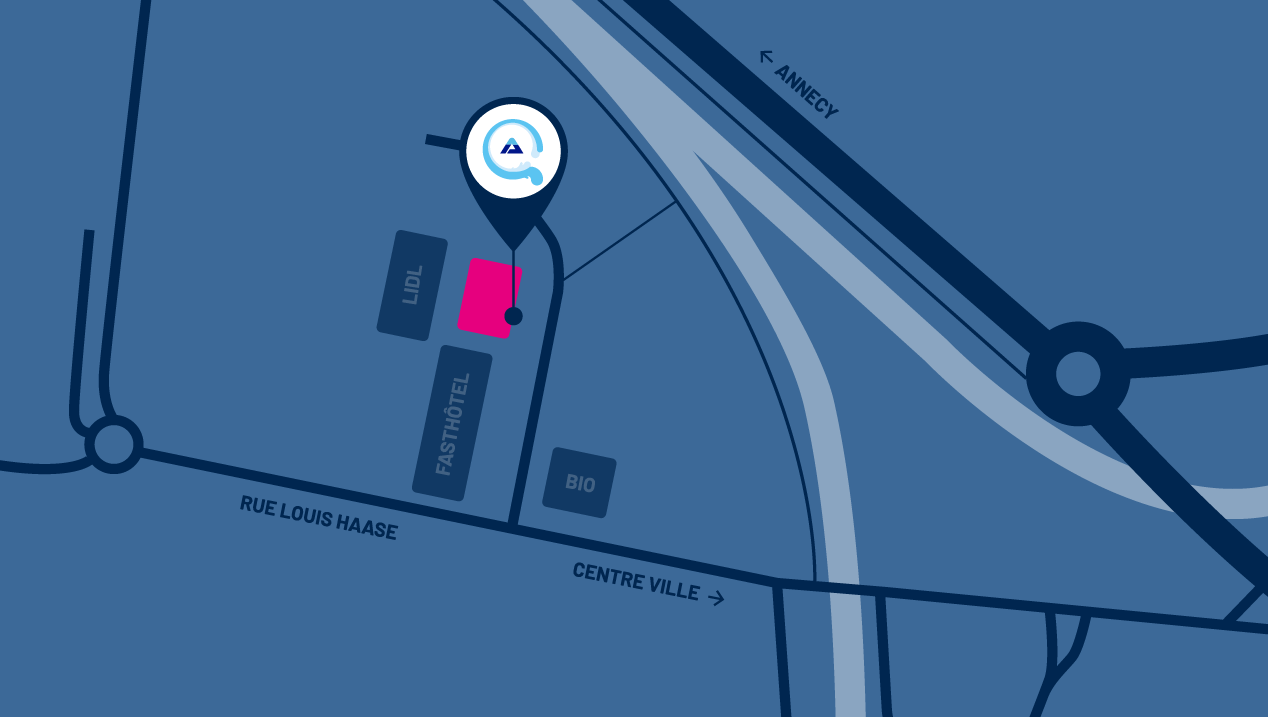 ← ANNECY
LIDL
FASTHÔTEL
BIO
RUE LOUIS HAASE
CENTRE VILLE →